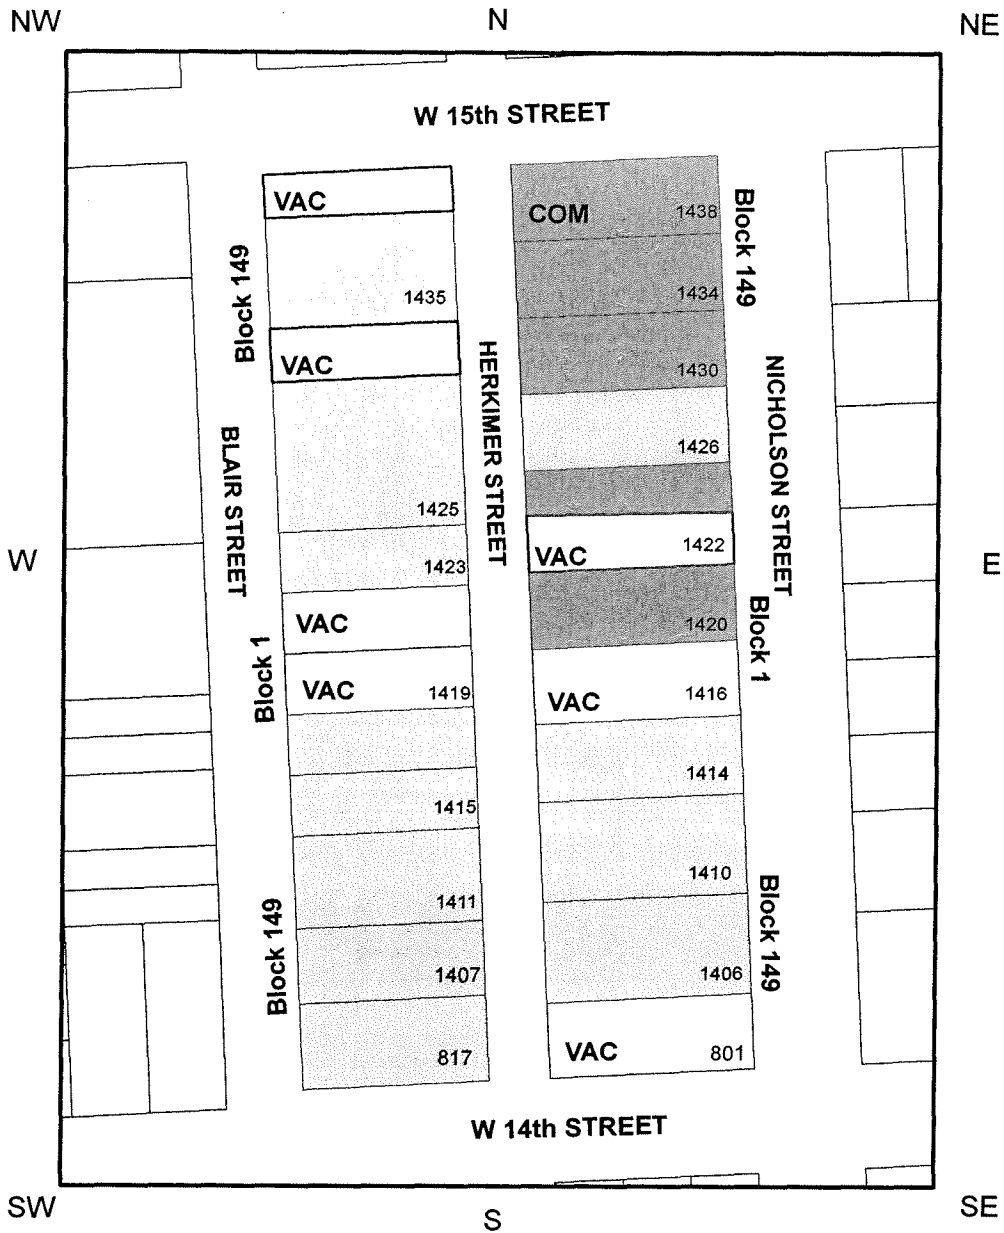 NW
N
NE
W 15th STREET
VAC
COM
1438
Block 149
1435
1434
Block 149
VAC
1430
HERKIMER STREET
NICHOLSON STREET
1426
BLAIR STREET
1425
VAC
1422
W
E
1423
VAC
1420
Block 1
Block 1
VAC
1419
VAC
1416
1414
1415
1410
1411
Block 149
Block 149
1407
1406
817
VAC
801
W 14th STREET
SW
S
SE